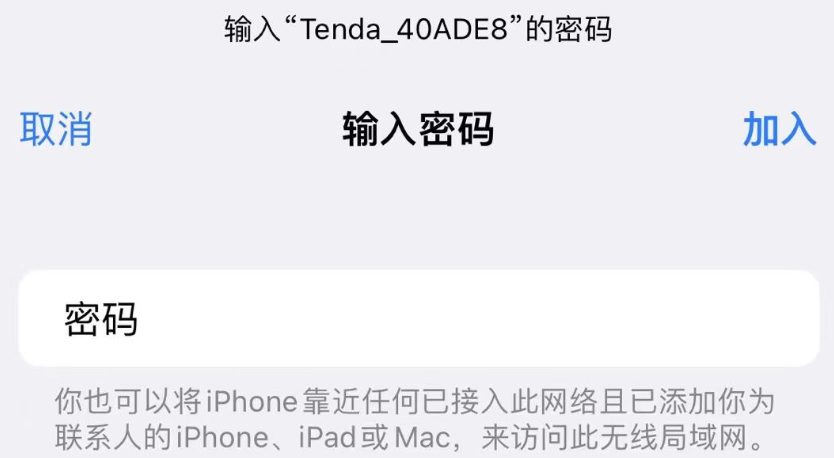 输入“Tenda_40ADE8”的密码
取消
输入密码
加入
密码
你也可以将iPhone靠近任何已接入此网络且已添加你为
联系人的iPhone、iPad或Mac，来访问此无线局域网。